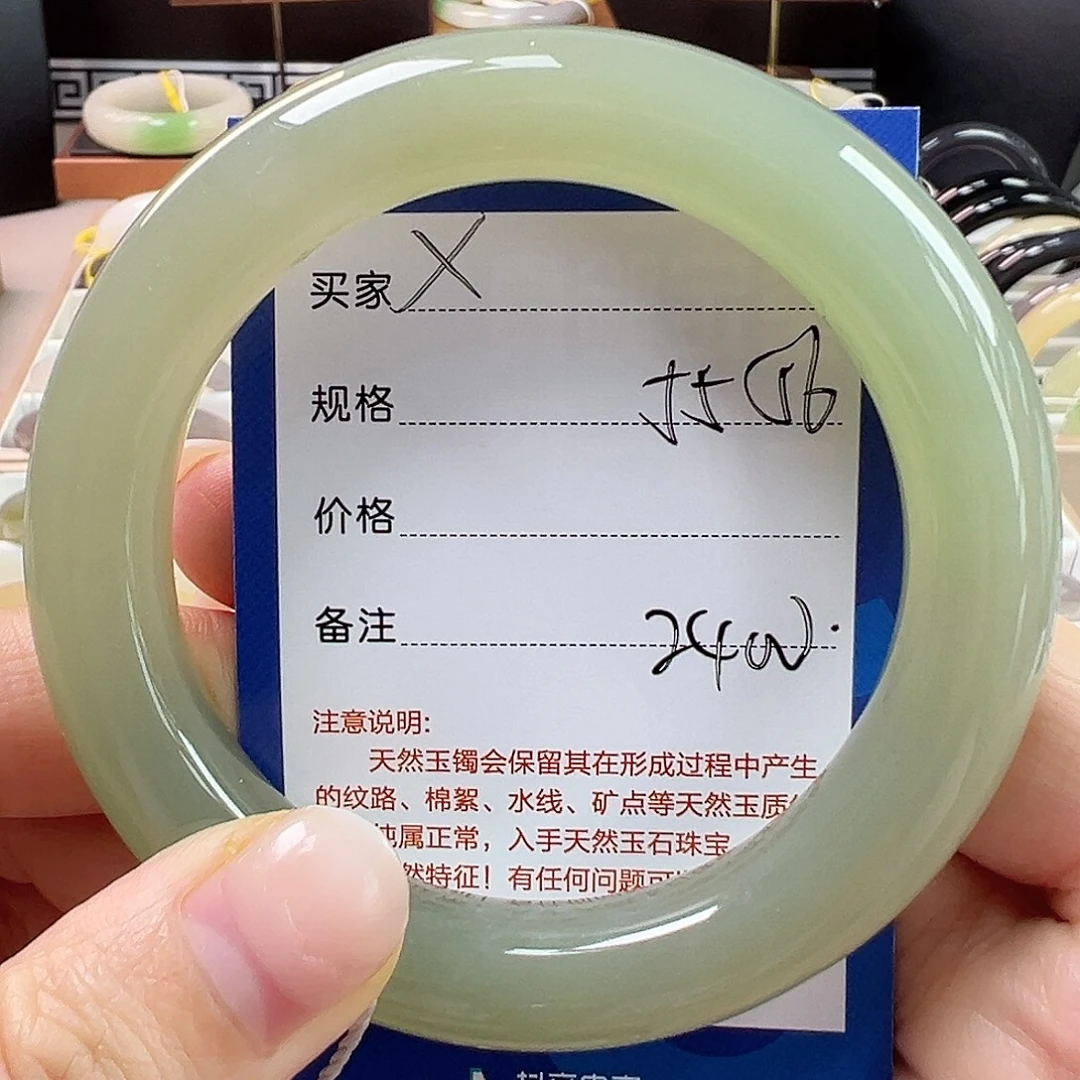 买家 X
规格
价格
备注
注意说明:
天然玉镯会保留其在形成过程中产生
的纹路、棉絮、水线、矿点等天然玉质
纯属正常，入手天然玉石珠宝
然特征！有任何问题可